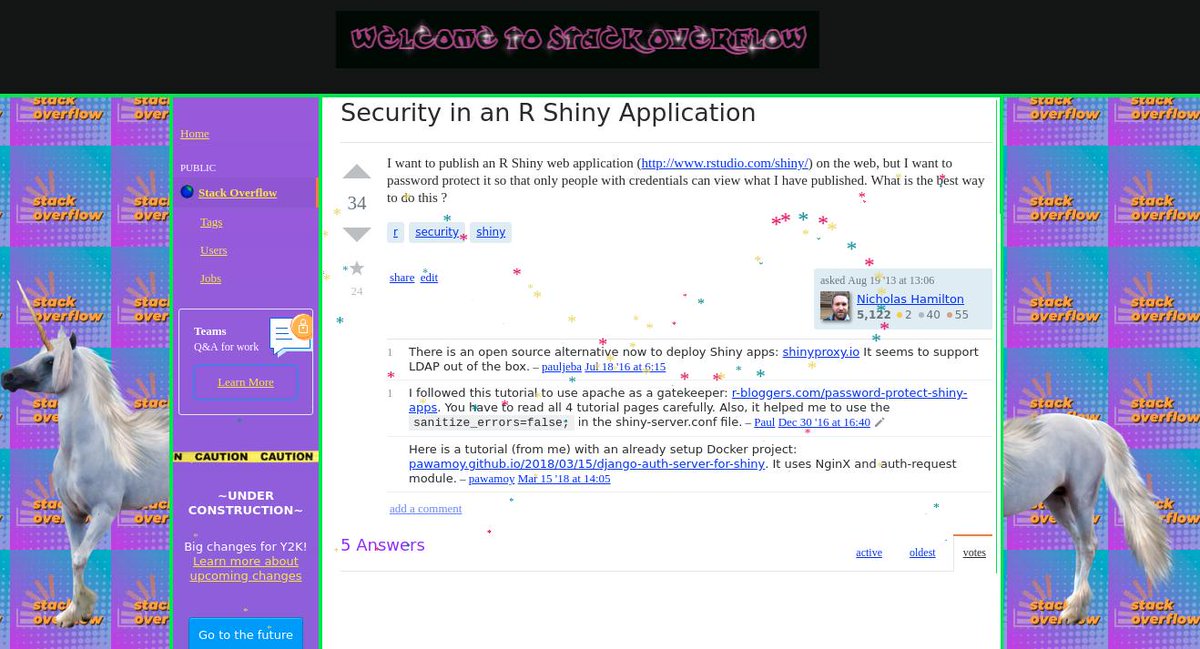 WELCOME TO STACKOVERFLOW
Home
PUBLIC
Stack Overflow
Tags
Users
Jobs
Teams
Q&A for work
Learn More
CAUTION CAUTION
~UNDER
CONSTRUCTION~
Big changes for Y2K!
Learn more about
upcoming changes
Go to the future
Security in an R Shiny Application
34
24
I want to publish an R Shiny web application (http://www.rstudio.com/shiny/) on the web, but I want to
password protect it so that only people with credentials can view what I have published. What is the best way
to do this ?
r security shiny
share edit
asked Aug 19 '13 at 13:06
Nicholas Hamilton
5,122 2 40 55
1 There is an open source alternative now to deploy Shiny apps: shinyproxy.io It seems to support
LDAP out of the box. – pauljeba Jul 18 '16 at 6:15
1 I followed this tutorial to use apache as a gatekeeper: r-bloggers.com/password-protect-shiny-
apps. You have to read all 4 tutorial pages carefully. Also, it helped me to use the
sanitize_errors=false; in the shiny-server.conf file. – Paul Dec 30 '16 at 16:40
Here is a tutorial (from me) with an already setup Docker project:
pawamoy.github.io/2018/03/15/django-auth-server-for-shiny. It uses NginX and auth-request
module. – pawamoy Mar 15 '18 at 14:05
add a comment
5 Answers
active oldest votes
stack
overflow